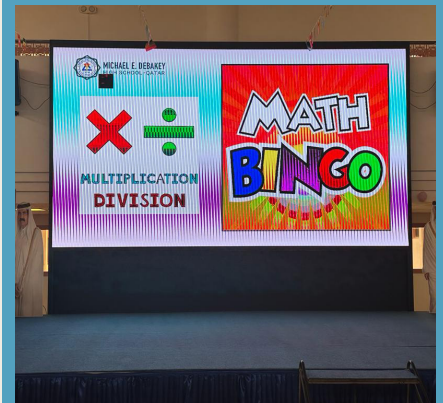 MICHAEL E. DEBAKEY
HIGH SCHOOL - QATAR
MULTIPLICATION
DIVISION
MATH
BINGO